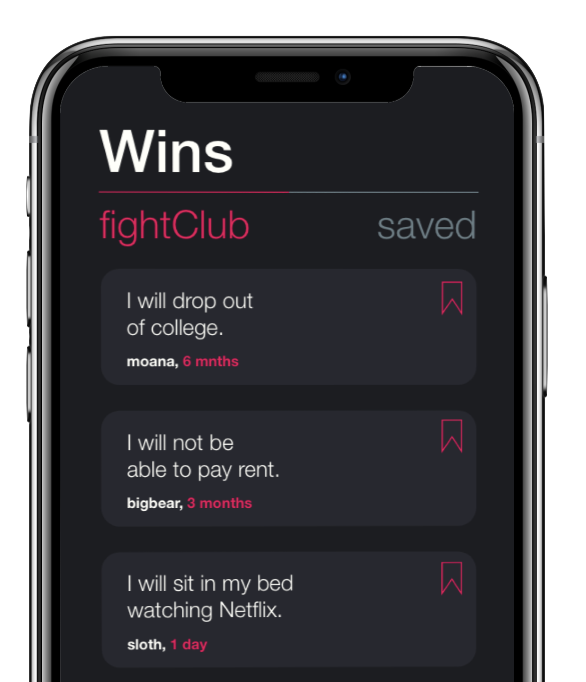 Wins
fightClub saved
I will drop out
of college.
moana, 6 mnths
I will not be
able to pay rent.
bigbear, 3 months
I will sit in my bed
watching Netflix.
sloth, 1 day